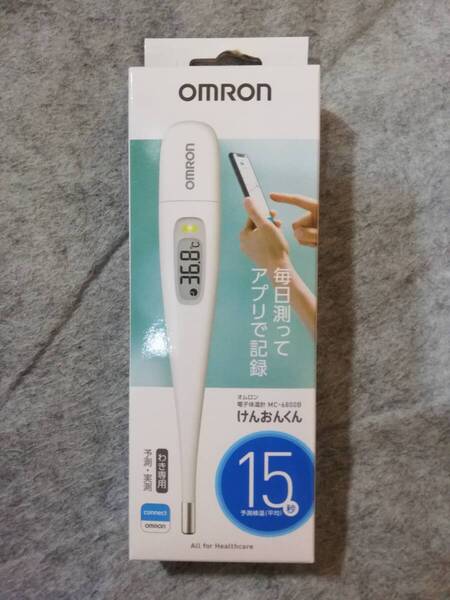 OMRON
OMRON
36.8℃
毎日測って
アプリで記録
オムロン
電子体温計 MC-6800B
けんおんくん
わき専用
予測・実測
15秒
予測検温(平均)
connect
OMRON
All for Healthcare